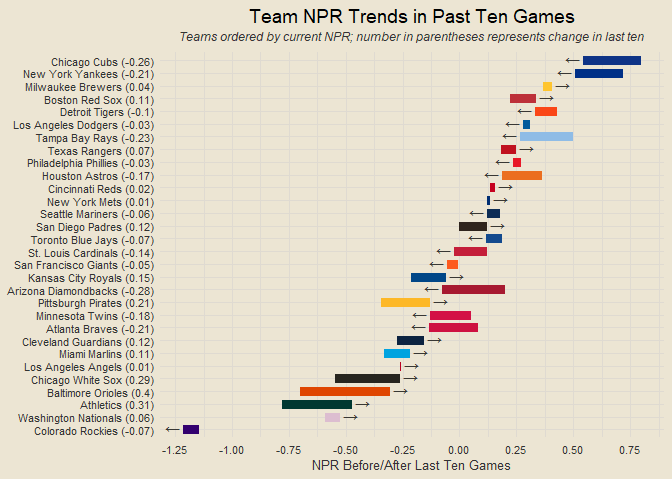 Team NPR Trends in Past Ten Games
Teams ordered by current NPR; number in parentheses represents change in last ten
Chicago Cubs (-0.26)
New York Yankees (-0.21)
Milwaukee Brewers (0.04)
Boston Red Sox (0.11)
Detroit Tigers (-0.1)
Los Angeles Dodgers (-0.03)
Tampa Bay Rays (-0.23)
Texas Rangers (0.07)
Philadelphia Phillies (-0.03)
Houston Astros (-0.17)
Cincinnati Reds (0.02)
New York Mets (0.01)
Seattle Mariners (-0.06)
San Diego Padres (0.12)
Toronto Blue Jays (-0.07)
St. Louis Cardinals (-0.14)
San Francisco Giants (-0.05)
Kansas City Royals (0.15)
Arizona Diamondbacks (-0.28)
Pittsburgh Pirates (0.21)
Minnesota Twins (-0.18)
Atlanta Braves (-0.21)
Cleveland Guardians (0.12)
Miami Marlins (0.11)
Los Angeles Angels (0.01)
Chicago White Sox (0.29)
Baltimore Orioles (0.4)
Athletics (0.31)
Washington Nationals (0.06)
Colorado Rockies (-0.07)
-1.25 -1.00 -0.75 -0.50 -0.25 0.00 0.25 0.50 0.75
NPR Before/After Last Ten Games